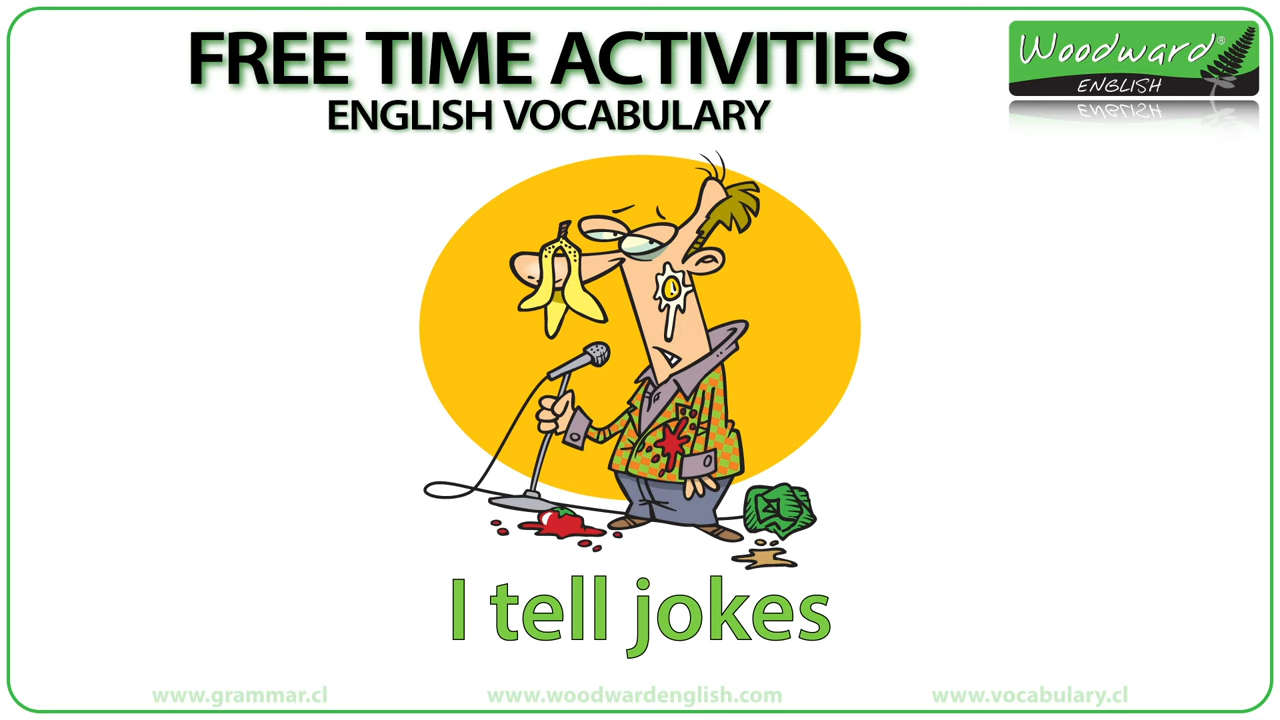 FREE TIME ACTIVITIES
ENGLISH VOCABULARY
Woodward®
ENGLISH
I tell jokes
www.grammar.cl
www.woodwardenglish.com
www.vocabulary.cl